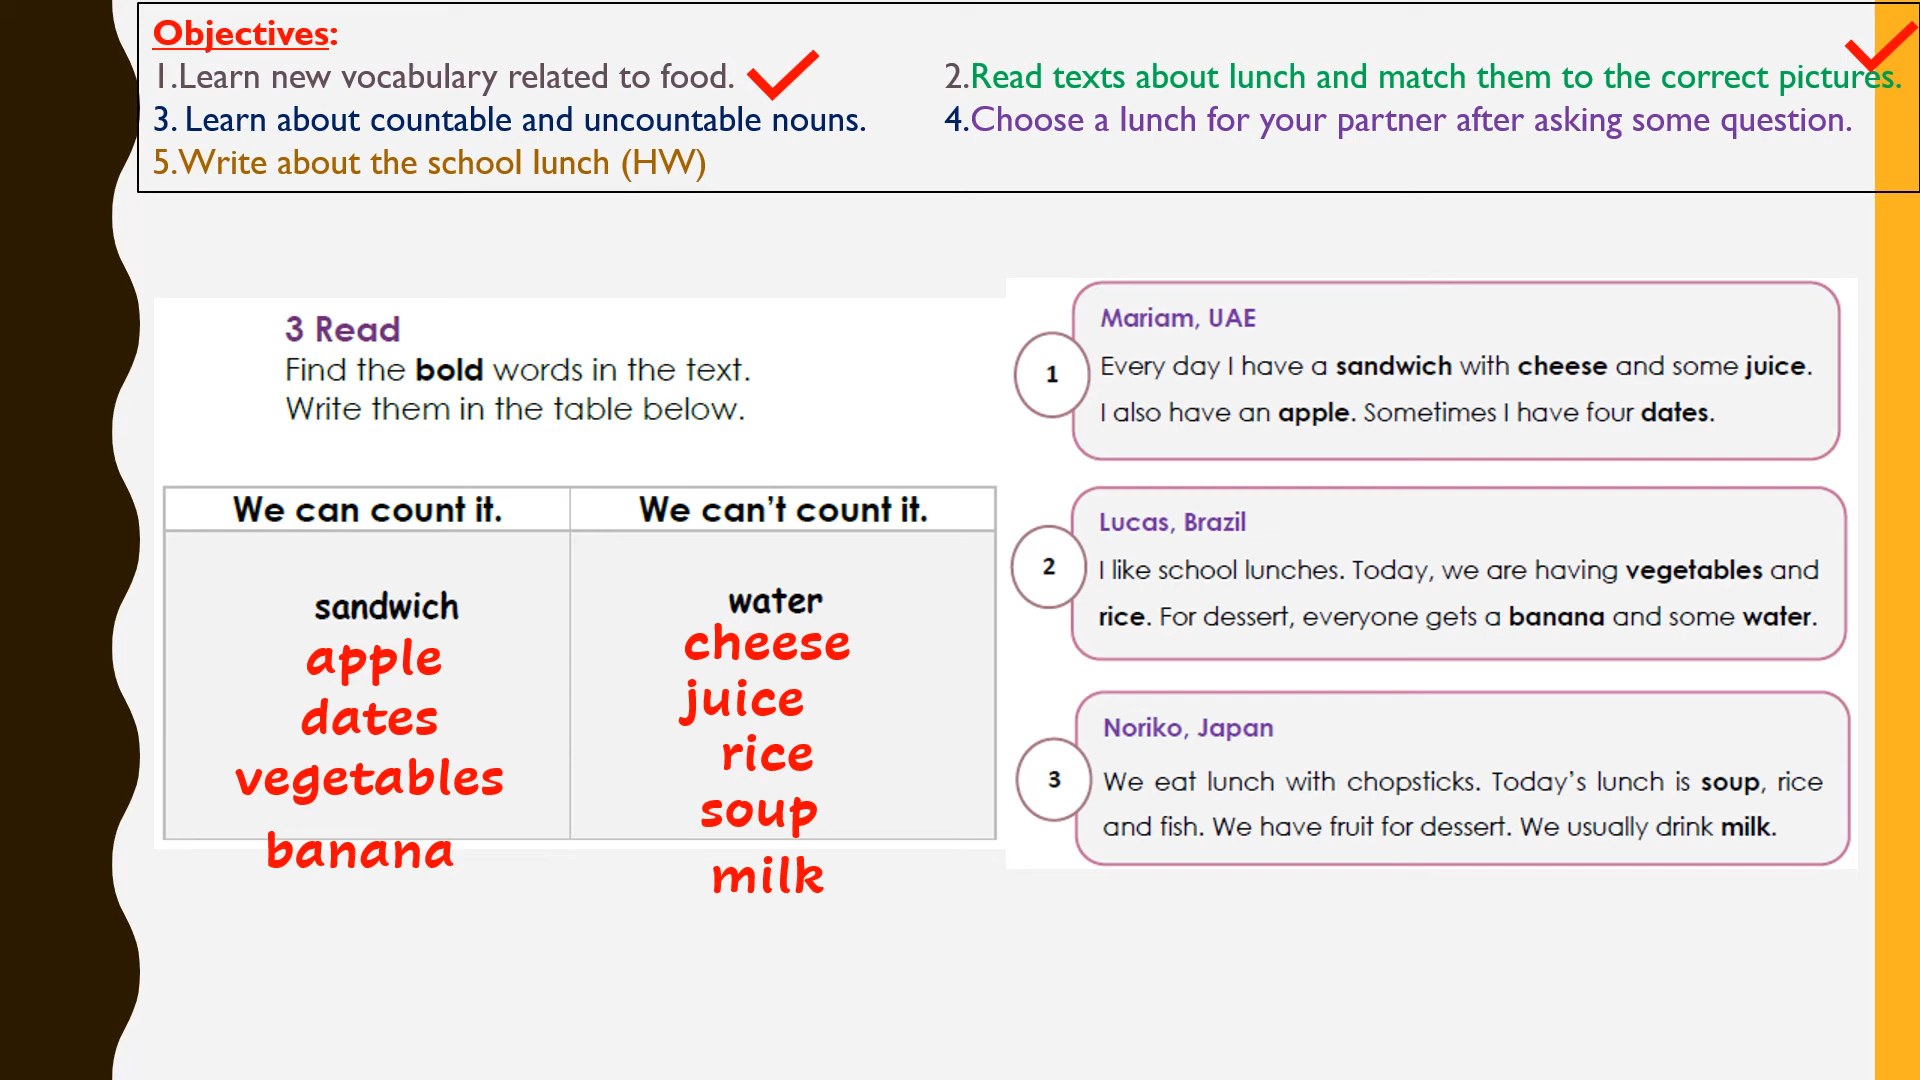 Objectives:
1.Learn new vocabulary related to food.
2.Read texts about lunch and match them to the correct pictures.
3. Learn about countable and uncountable nouns.
4.Choose a lunch for your partner after asking some question.
5.Write about the school lunch (HW)
3 Read
Find the bold words in the text.
Write them in the table below.
We can count it.
sandwich
apple
dates
vegetables
banana
We can't count it.
water
cheese
juice
rice
soup
milk
1
Mariam, UAE
Every day I have a sandwich with cheese and some juice.
I also have an apple. Sometimes I have four dates.
2
Lucas, Brazil
I like school lunches. Today, we are having vegetables and
rice. For dessert, everyone gets a banana and some water.
3
Noriko, Japan
We eat lunch with chopsticks. Today's lunch is soup, rice
and fish. We have fruit for dessert. We usually drink milk.